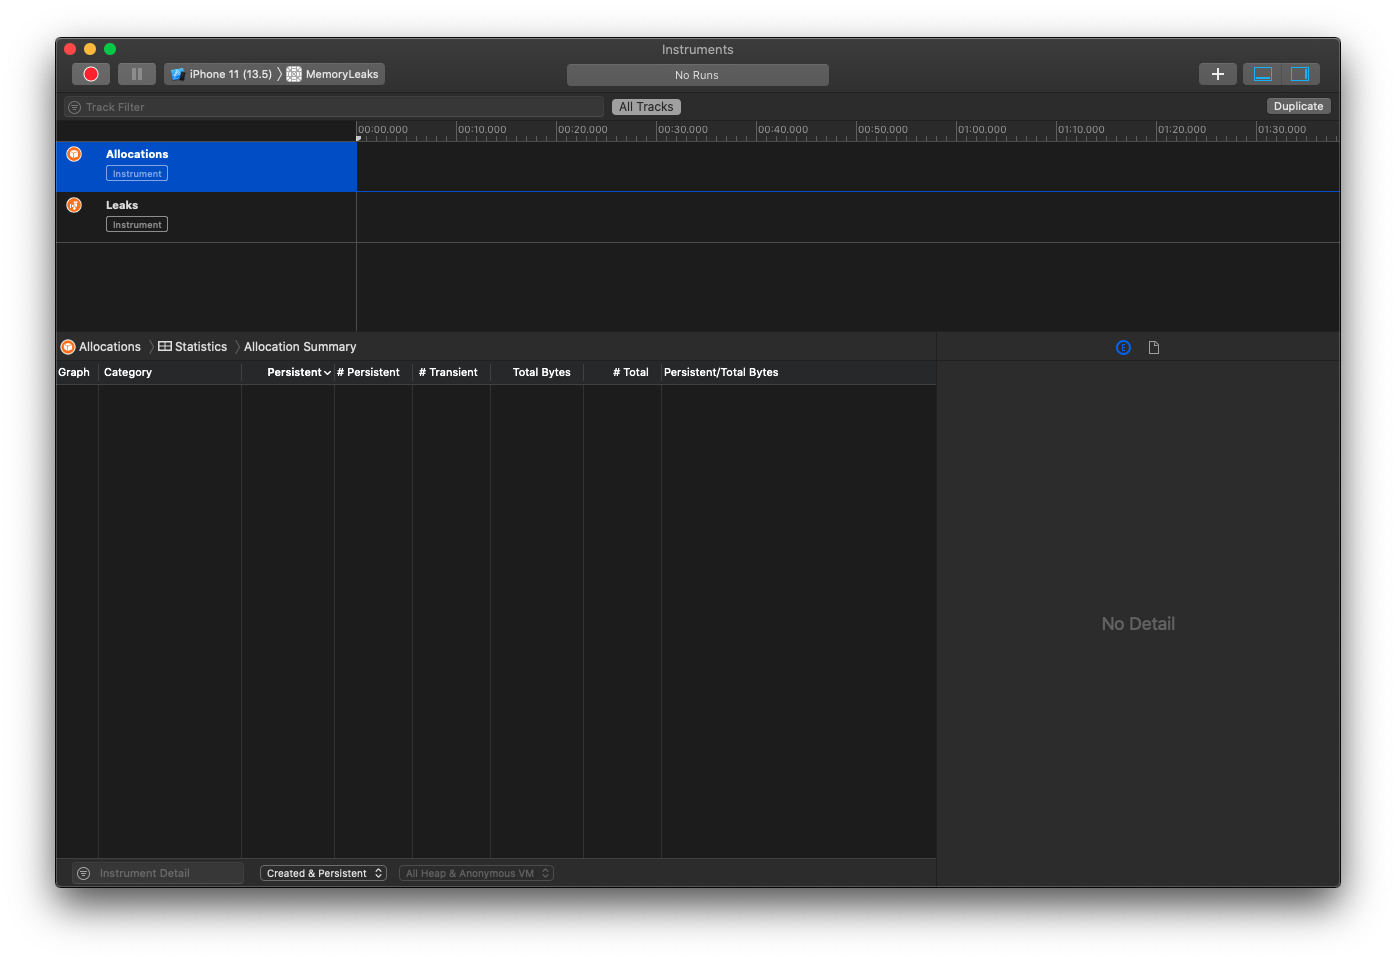 Instruments
iPhone 11 (13.5) MemoryLeaks
No Runs
Track Filter
All Tracks
Duplicate
00:00.000 00:10.000 00:20.000 00:30.000 00:40.000 00:50.000 01:00.000 01:10.000 01:20.000 01:30.000
Allocations
Instrument
Leaks
Instrument
Allocations Statistics Allocation Summary
E
Graph Category Persistent # Persistent # Transient Total Bytes # Total Persistent/Total Bytes
No Detail
Instrument Detail Created & Persistent All Heap & Anonymous VM